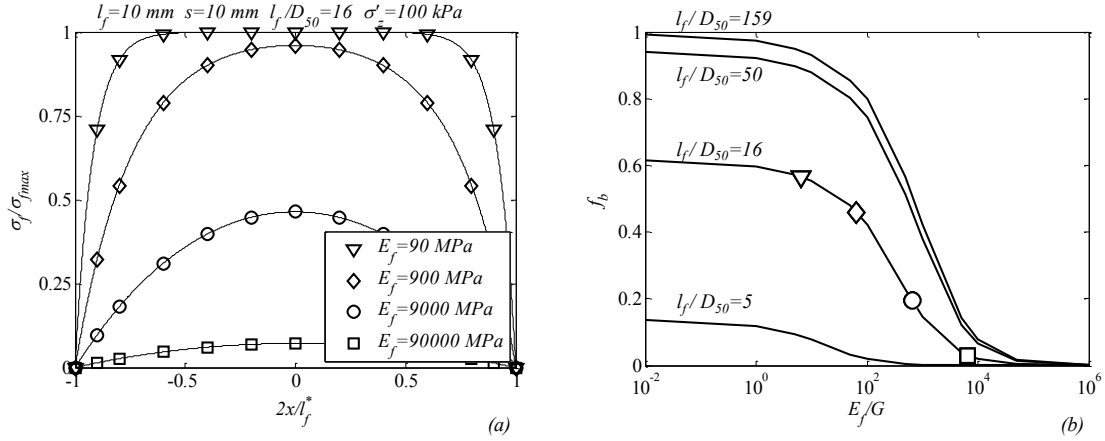 l_f=10 mm s=10 mm l_f/D_50=16 σ'_z=100 kPa
1
0.75
0.5
0.25
0
σ_f/σ_fmax
-1
-0.5
0
0.5
1
2x/l_f^*
(a)
E_f=90 MPa
E_f=900 MPa
E_f=9000 MPa
E_f=90000 MPa
l_f/D_50=159
l_f/D_50=50
l_f/D_50=16
l_f/D_50=5
1
0.8
0.6
0.4
0.2
0
f_b
10^-2
10^0
10^2
10^4
10^6
E_f/G
(b)